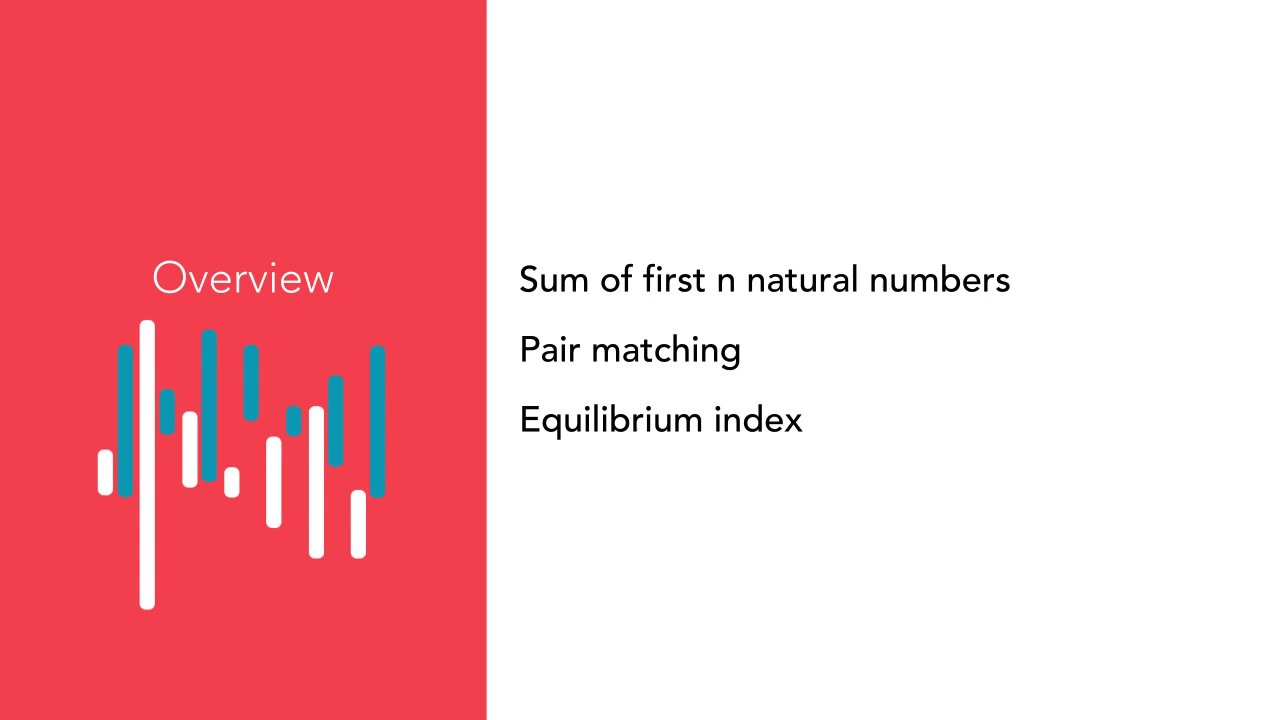 Overview
Sum of first n natural numbers
Pair matching
Equilibrium index